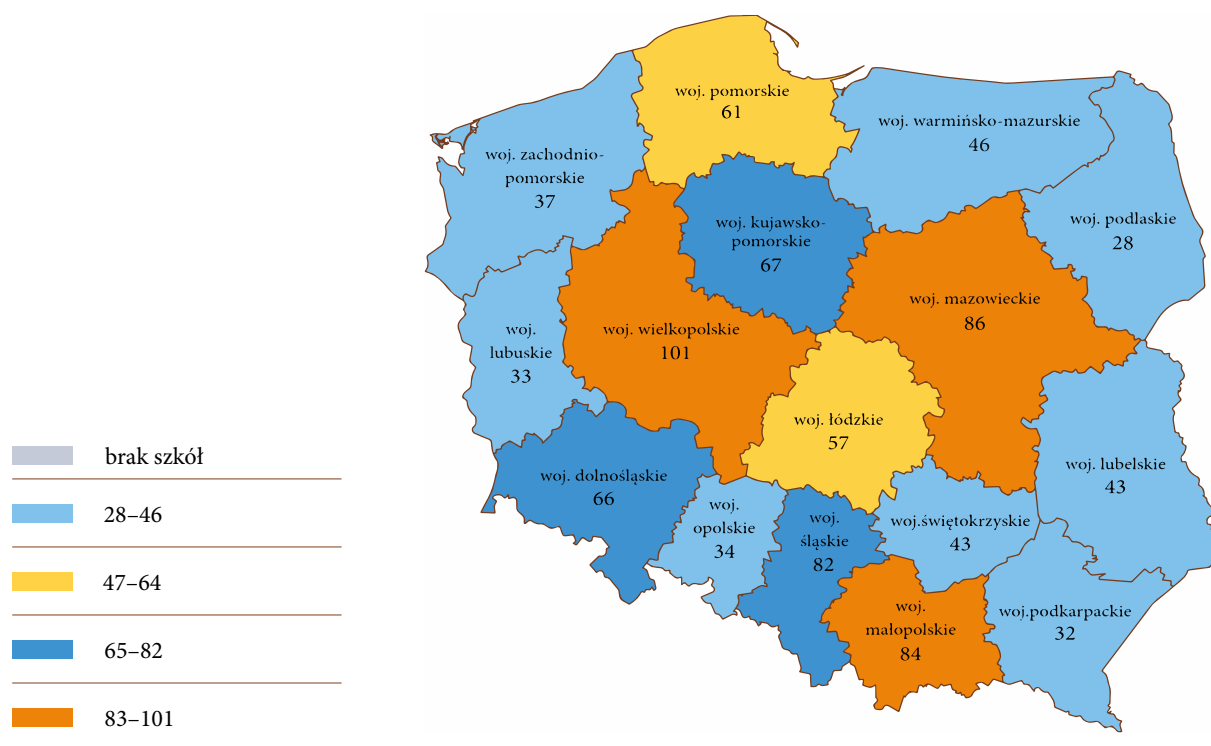 woj. pomorskie
61
woj. warmińsko-mazurskie
46
woj. zachodnio-
pomorskie
37
woj. kujawsko-
pomorskie
67
woj. podlaskie
28
woj. mazowieckie
86
woj. wielkopolskie
101
woj.
lubuskie
33
woj. łódzkie
57
woj. dolnośląskie
66
woj. lubelskie
43
woj.
opolskie
34
woj.
śląskie
82
woj.świętokrzyskie
43
woj.
małopolskie
84
woj.podkarpackie
32
brak szkół
28–46
47–64
65–82
83–101